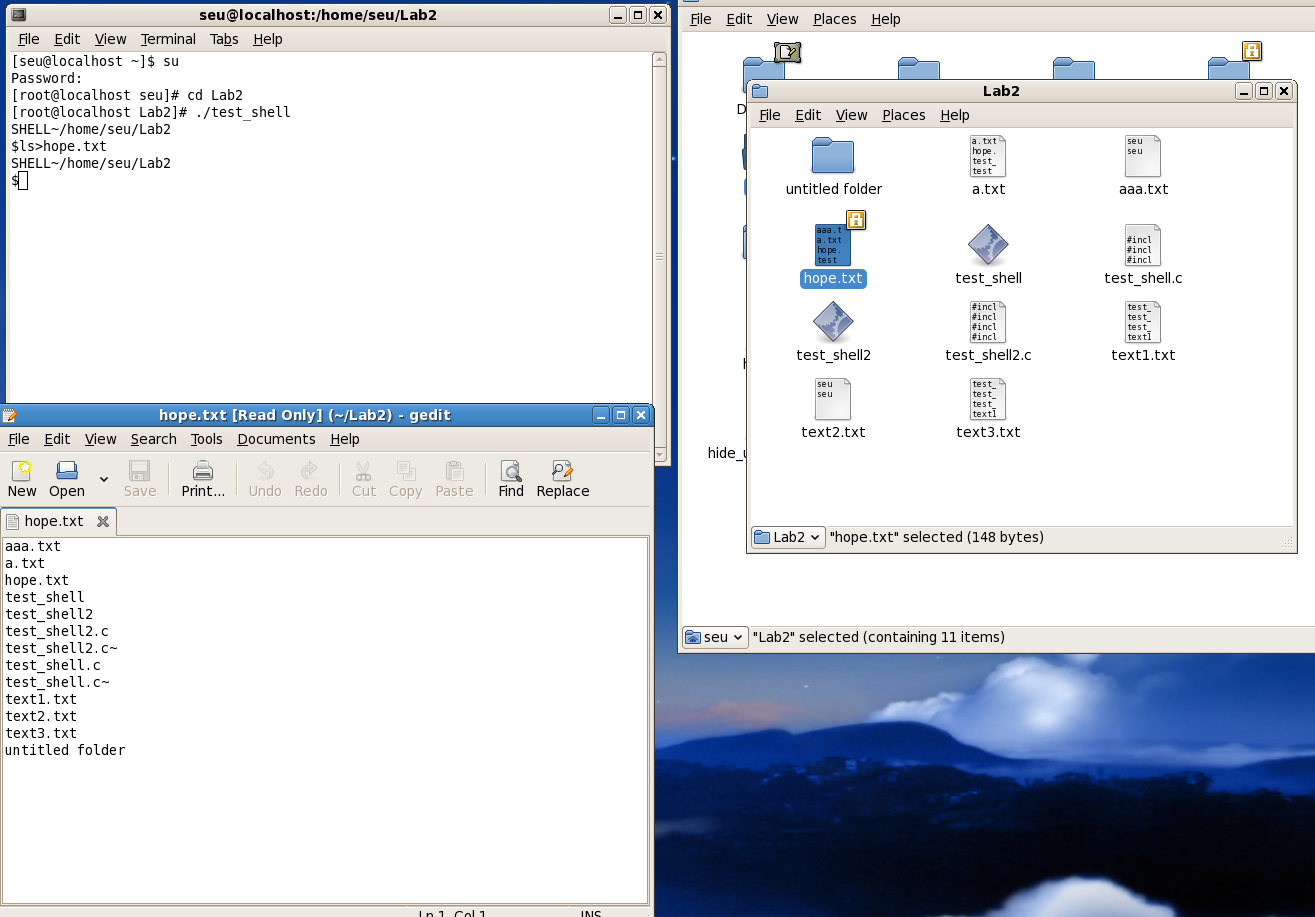 seu@localhost:/home/seu/Lab2
File Edit View Terminal Tabs Help
[seu@localhost ~]$ su
Password:
[root@localhost seu]# cd Lab2
[root@localhost Lab2]# ./test_shell
SHELL~/home/seu/Lab2
$ls>hope.txt
SHELL~/home/seu/Lab2
$
hope.txt [Read Only] (~/Lab2) - gedit
File Edit View Search Tools Documents Help
New Open Save Print... Undo Redo Cut Copy Paste Find Replace
hope.txt
aaa.txt
a.txt
hope.txt
test_shell
test_shell2
test_shell2.c
test_shell2.c~
test_shell.c
test_shell.c~
text1.txt
text2.txt
text3.txt
untitled folder
Ln 1, Col 1 INS
File Edit View Places Help
D
hide_u
Lab2
File Edit View Places Help
a.txt
hope.
test_
test
seu
seu
untitled folder a.txt aaa.txt
aaa.t
a.txt
hope.
test
#incl
#incl
#incl
hope.txt test_shell test_shell.c
#incl
#incl
#incl
#incl
test_
test_
test_
text1
test_shell2 test_shell2.c text1.txt
seu
seu
test_
test_
test_
text1
text2.txt text3.txt
Lab2 "hope.txt" selected (148 bytes)
seu "Lab2" selected (containing 11 items)